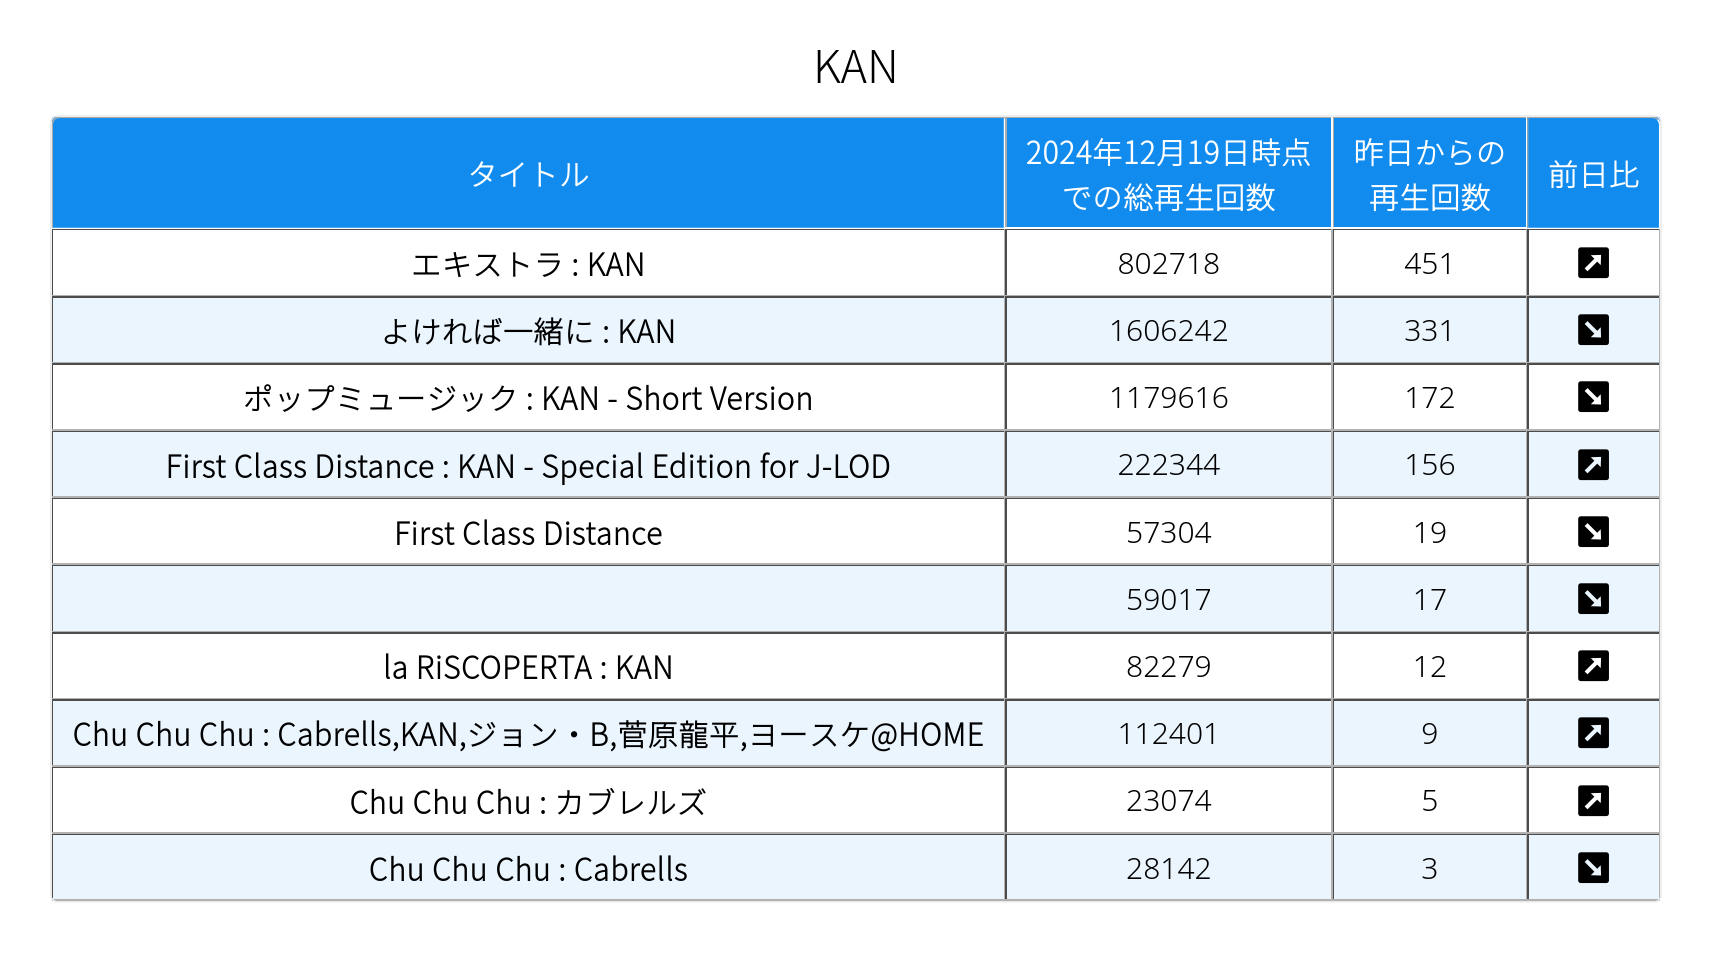 KAN
タイトル 2024年12月19日時点での総再生回数 昨日からの再生回数 前日比
エキストラ : KAN 802718 451
よければ一緒に : KAN 1606242 331
ポップミュージック : KAN - Short Version 1179616 172
First Class Distance : KAN - Special Edition for J-LOD 222344 156
First Class Distance 57304 19
59017 17
la RiSCOPERTA : KAN 82279 12
Chu Chu Chu : Cabrells,KAN,ジョン・B,菅原龍平,ヨースケ@HOME 112401 9
Chu Chu Chu : カブレルズ 23074 5
Chu Chu Chu : Cabrells 28142 3